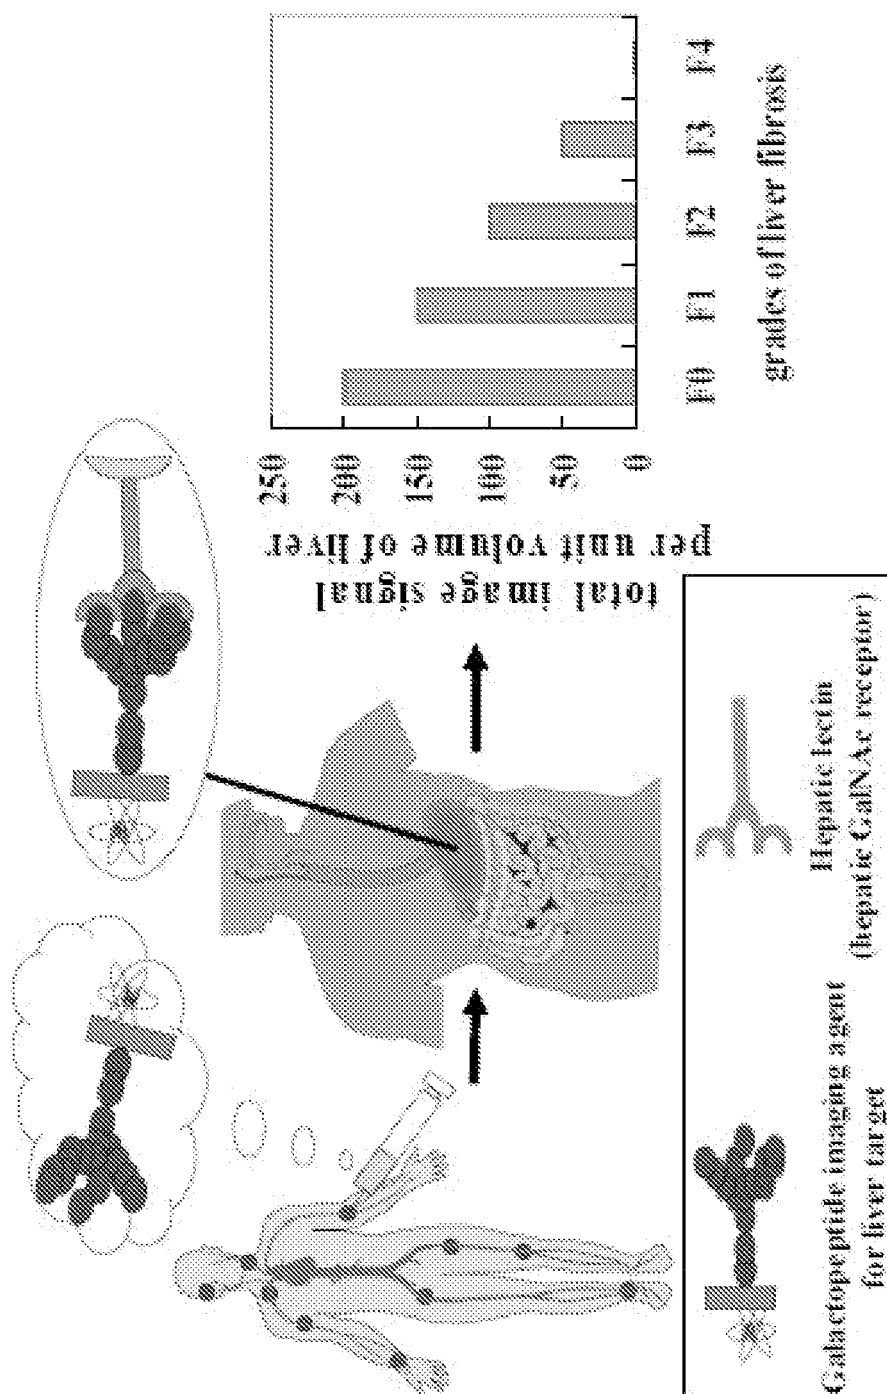 250
200
150
100
50
0
total image signal
per unit volume of liver
F0 F1 F2 F3 F4
grades of liver fibrosis
Galactopeptide imaging agent
for liver target
Hepatic lectin
(hepatic GalNAc receptor)